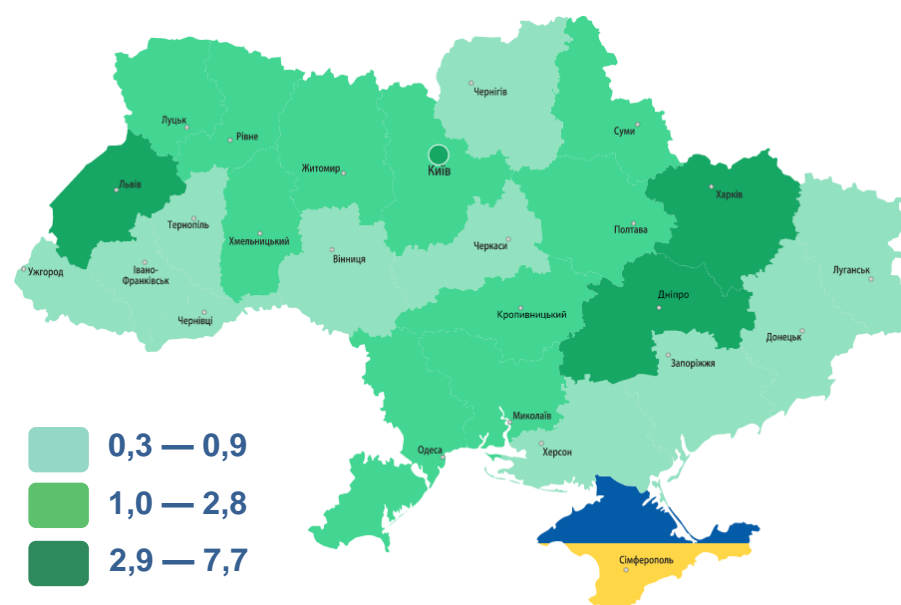 Чернігів
Луцьк
Рівне
Суми
Житомир
Київ
Львів
Харків
Тернопіль
Хмельницький
Вінниця
Черкаси
Полтава
Ужгород
Івано-
Франківськ
Луганськ
Чернівці
Кропивницький
Дніпро
Донецьк
Запоріжжя
Миколаїв
Одеса
Херсон
Сімферополь
0,3 — 0,9
1,0 — 2,8
2,9 — 7,7